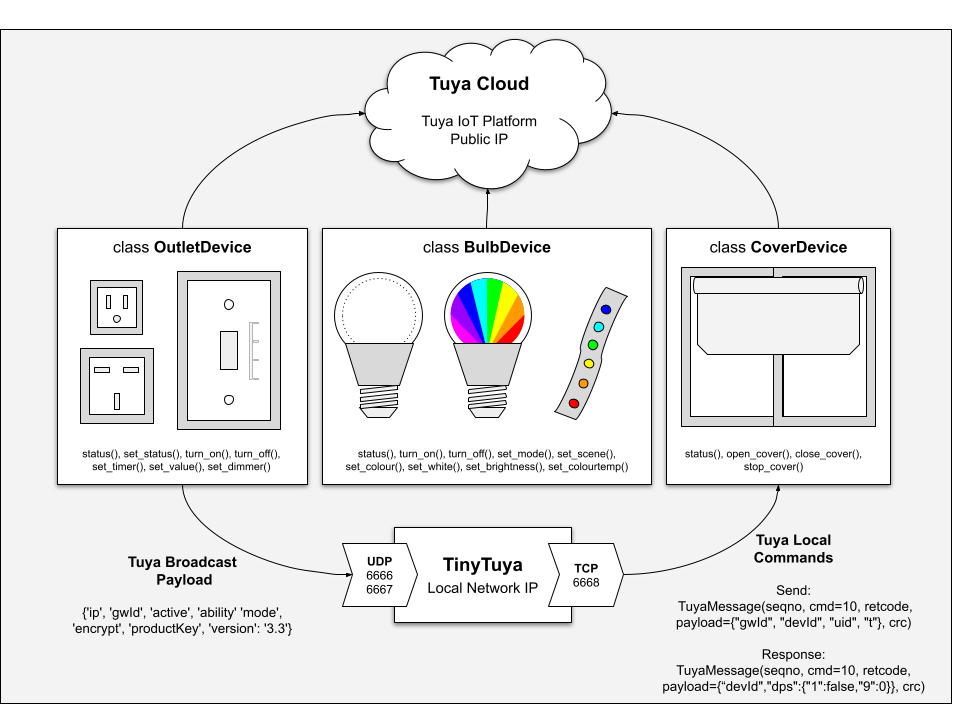 Tuya Cloud
Tuya IoT Platform
Public IP
class OutletDevice
status(), set_status(), turn_on(), turn_off(),
set_timer(), set_value(), set_dimmer()
class BulbDevice
status(), turn_on(), turn_off(), set_mode(), set_scene(),
set_colour(), set_white(), set_brightness(), set_colourtemp()
class CoverDevice
status(), open_cover(), close_cover(),
stop_cover()
Tuya Broadcast
Payload
{'ip', 'gwId', 'active', 'ability' 'mode',
'encrypt', 'productKey', 'version': '3.3'}
UDP
6666
6667
TinyTuya
Local Network IP
TCP
6668
Tuya Local
Commands
Send:
TuyaMessage(seqno, cmd=10, retcode,
payload={"gwId", "devId", "uid", "t"}, crc)
Response:
TuyaMessage(seqno, cmd=10, retcode,
payload={“devId","dps":{"1":false,"9":0}}, crc)